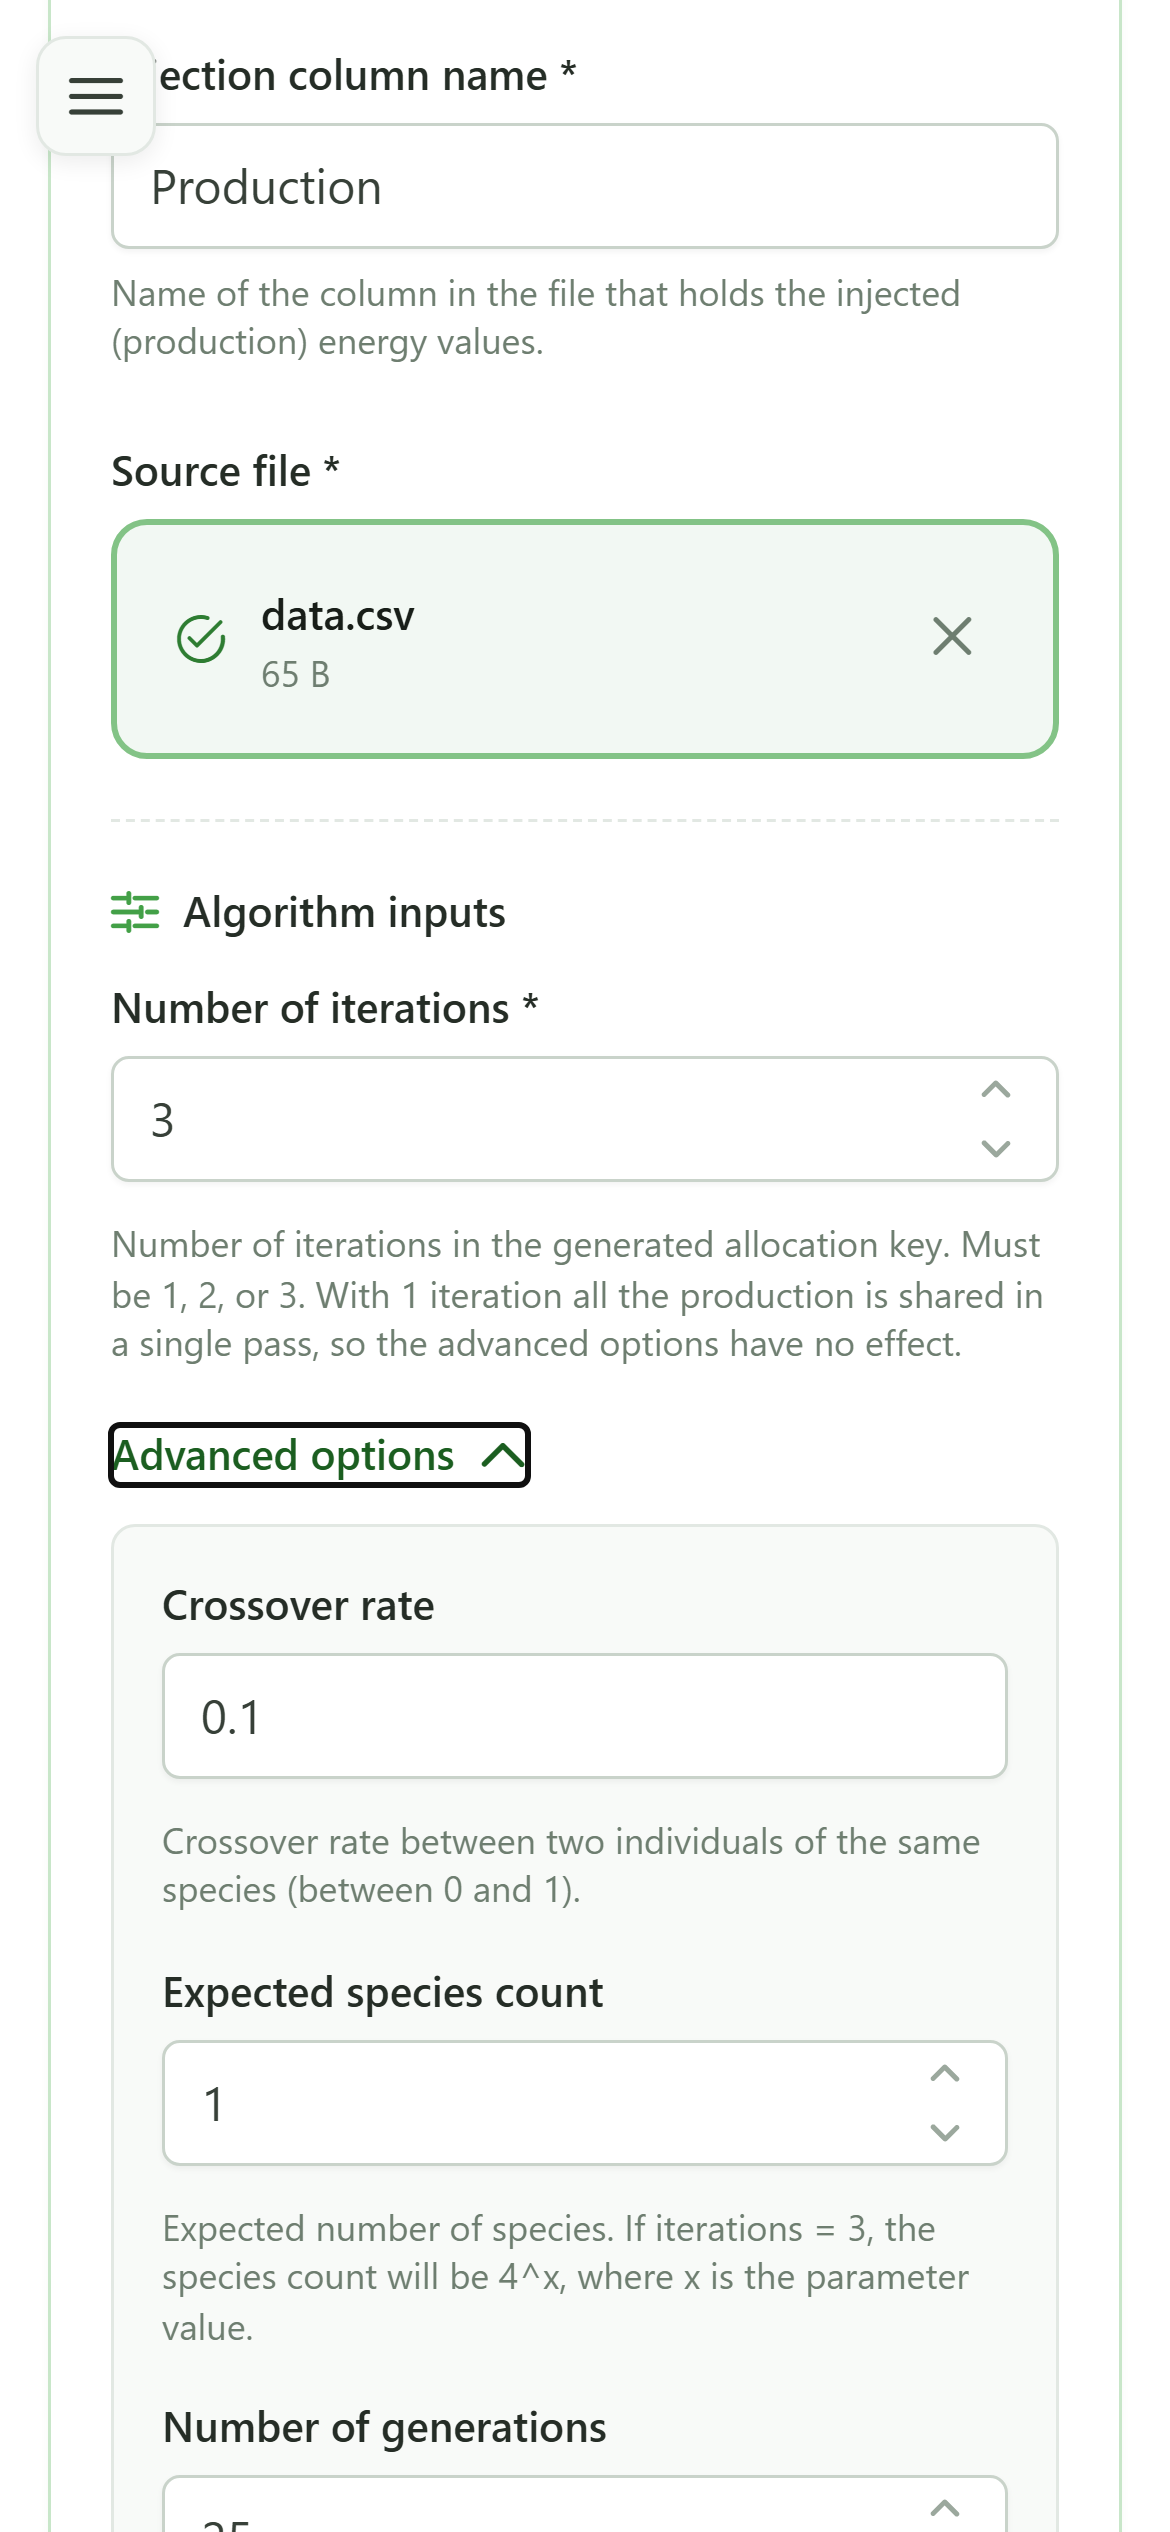 column name *
Production
Name of the column in the file that holds the injected
(production) energy values.
Source file *
data.csv
65 B
Algorithm inputs
Number of iterations *
3
Number of iterations in the generated allocation key. Must
be 1, 2, or 3. With 1 iteration all the production is shared in
a single pass, so the advanced options have no effect.
Advanced options
Crossover rate
0.1
Crossover rate between two individuals of the same
species (between 0 and 1).
Expected species count
1
Expected number of species. If iterations = 3, the
species count will be 4^x, where x is the parameter
value.
Number of generations